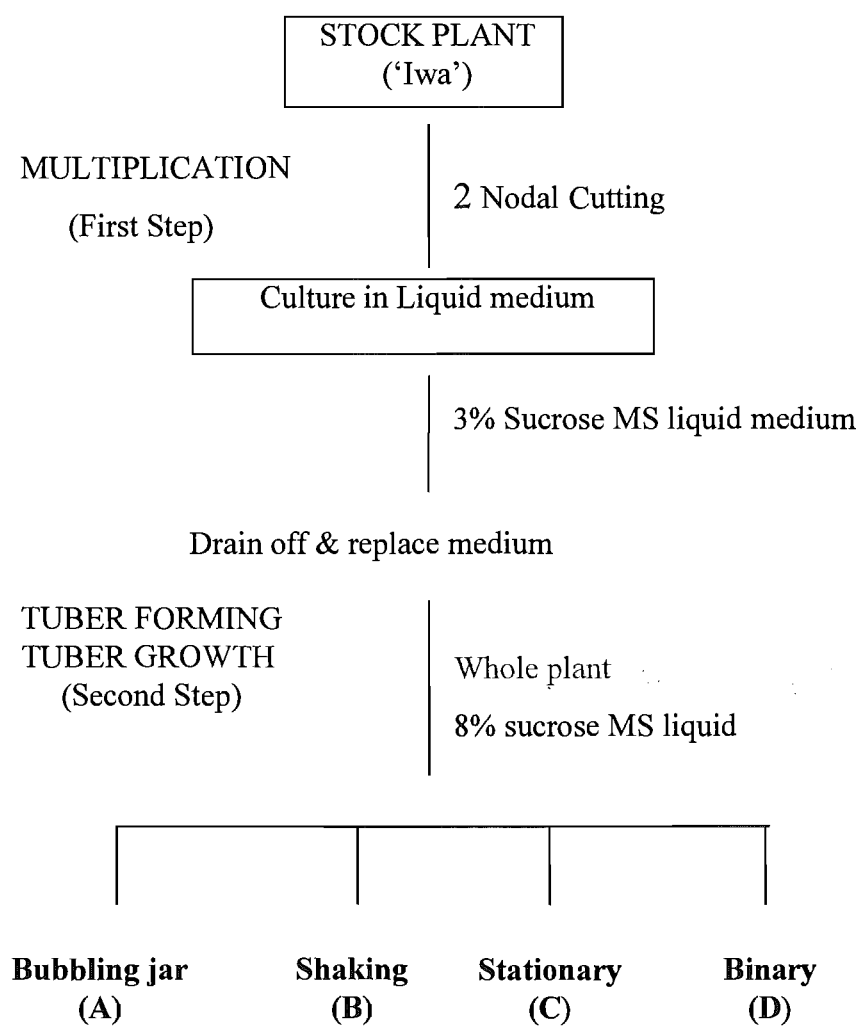 STOCK PLANT
(‘Iwa’)
MULTIPLICATION
(First Step)
2 Nodal Cutting
Culture in Liquid medium
3% Sucrose MS liquid medium
Drain off & replace medium
TUBER FORMING
TUBER GROWTH
(Second Step)
Whole plant
8% sucrose MS liquid
Bubbling jar Shaking Stationary Binary
(A) (B) (C) (D)